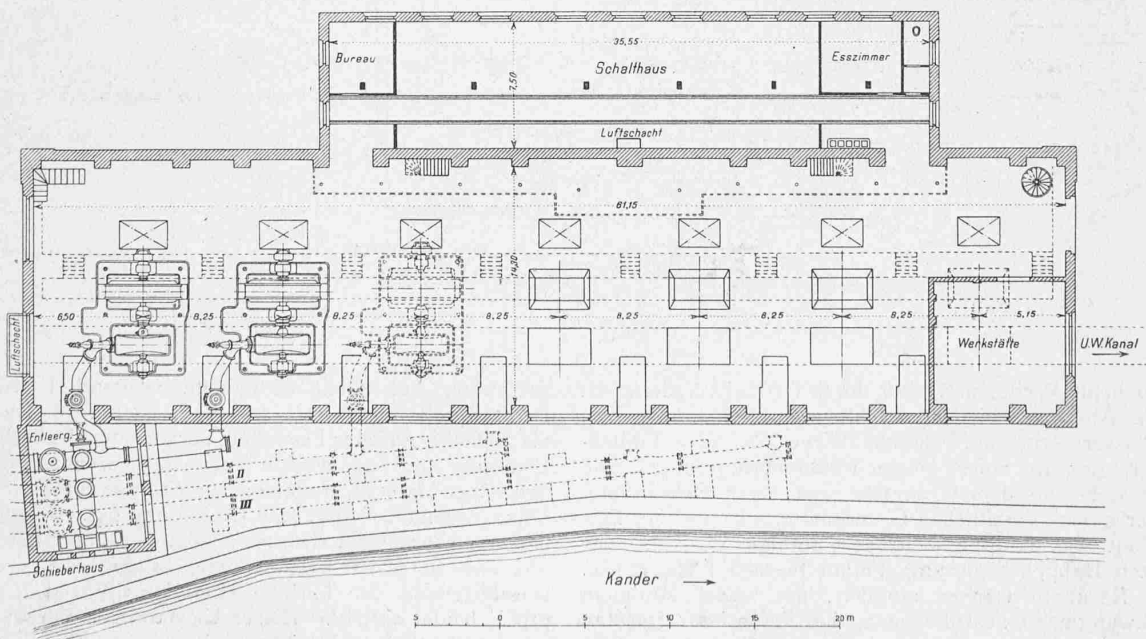 35,55
Bureau
Schalthaus
Esszimmer
7,50
Luftschacht
61,15
14,20
6,50
8,25
8,25
8,25
8,25
8,25
8,25
5,15
Luftschacht
Werkstätte
U.W. Kanal
Entleerg.
I
II
III
Schieberhaus
Kander
5 0 5 10 15 20 m